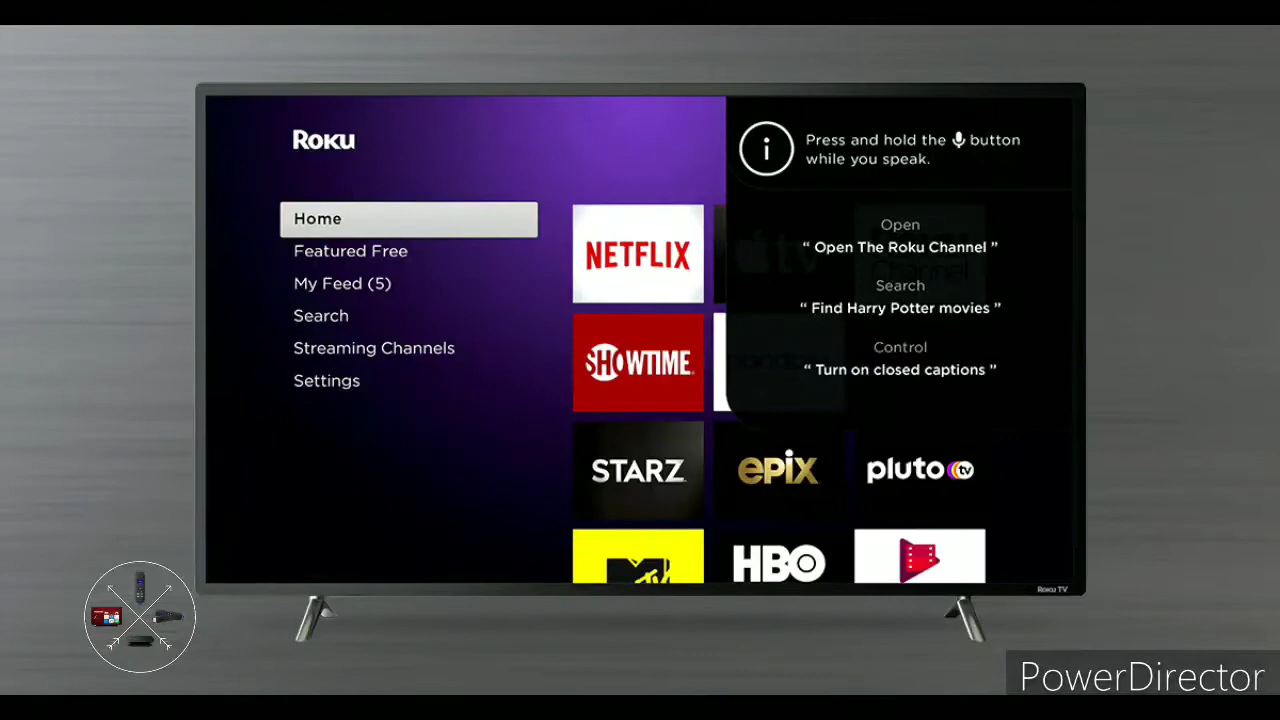 Roku
Home
Featured Free
My Feed (5)
Search
Streaming Channels
Settings
NETFLIX
SHOWTIME
STARZ
epix
pluto tv
MTV
HBO
Press and hold the button
while you speak.
Open
“ Open The Roku Channel ”
Search
“ Find Harry Potter movies ”
Control
“ Turn on closed captions ”
Roku TV
PowerDirector